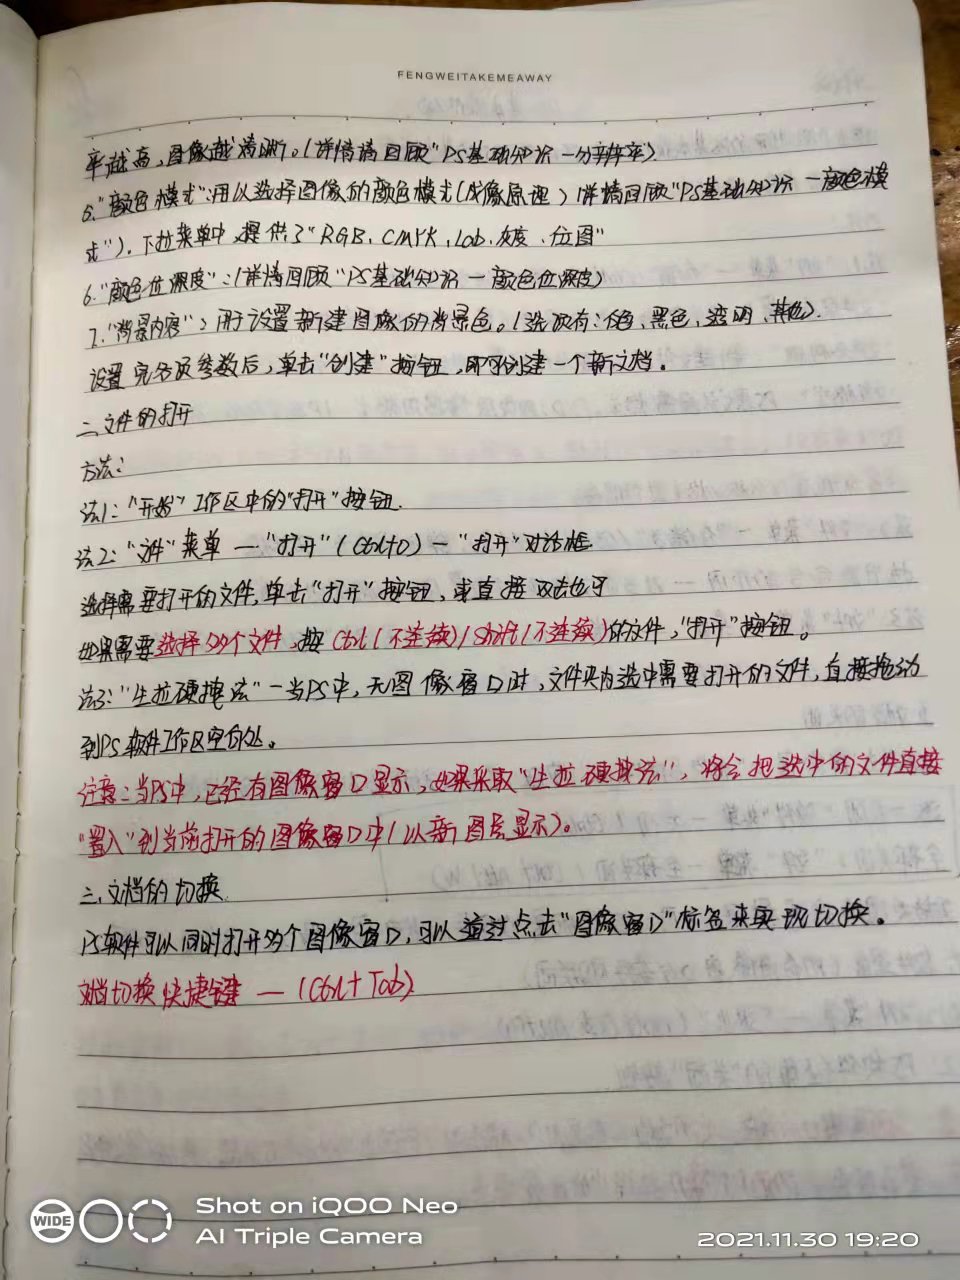 FENGWEITAKEMEAWAY
率越高，图像越清晰。(详情请回顾"PS基础知识一分辨率)
5."颜色模式":用以选择图像的颜色模式(成像原理)(详情回顾"PS基础知识一颜色模
式")。下拉菜单中,提供了"RGB、CMYK、Lab、灰度、位图"
6."颜色位深度":(详情回顾"PS基础知识一颜色位深度)
7."背景内容":用于设置新建图像的背景色。(选取有:白色、黑色、透明、其他)。
设置完各项参数后,单击"创建"按钮,即可创建一个新文档。
二、文件的打开
方法:
法1:"开始"工作区中的"打开"按钮.
法2:"文件"菜单一"打开"(Ctrl+O)一"打开"对话框
选择需要打开的文件,单击"打开"按钮,或直接双击也可
如果需要选择多个文件,按Ctrl(不连续)/Shift(不连续)的文件,"打开"按钮。
法3:"生拉硬拽法"一当PS中,无图像窗口时,文件夹内选中需要打开的文件,直接拖动
到PS软件工作区空白处。
注意:当PS中,已经有图像窗口显示,如果采取"生拉硬拽法",将会把选中的文件直接
"置入"到当前打开的图像窗口中(以新图层显示)。
三、文档的切换
PS软件可以同时打开多个图像窗口,可以通过点击"图像窗口"标签来实现切换。
文档切换快捷键一(Ctrl+Tab)
WIDE
Shot on iQOO Neo
AI Triple Camera
2021.11.30 19:20